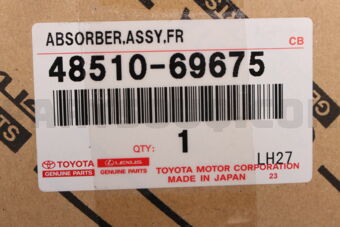 ABSORBER,ASSY,FR
CB
48510-69675
QTY: 1
TOYOTA
GENUINE PARTS
LEXUS
GENUINE PARTS
TOYOTA MOTOR CORPORATION
MADE IN JAPAN 23
LH27